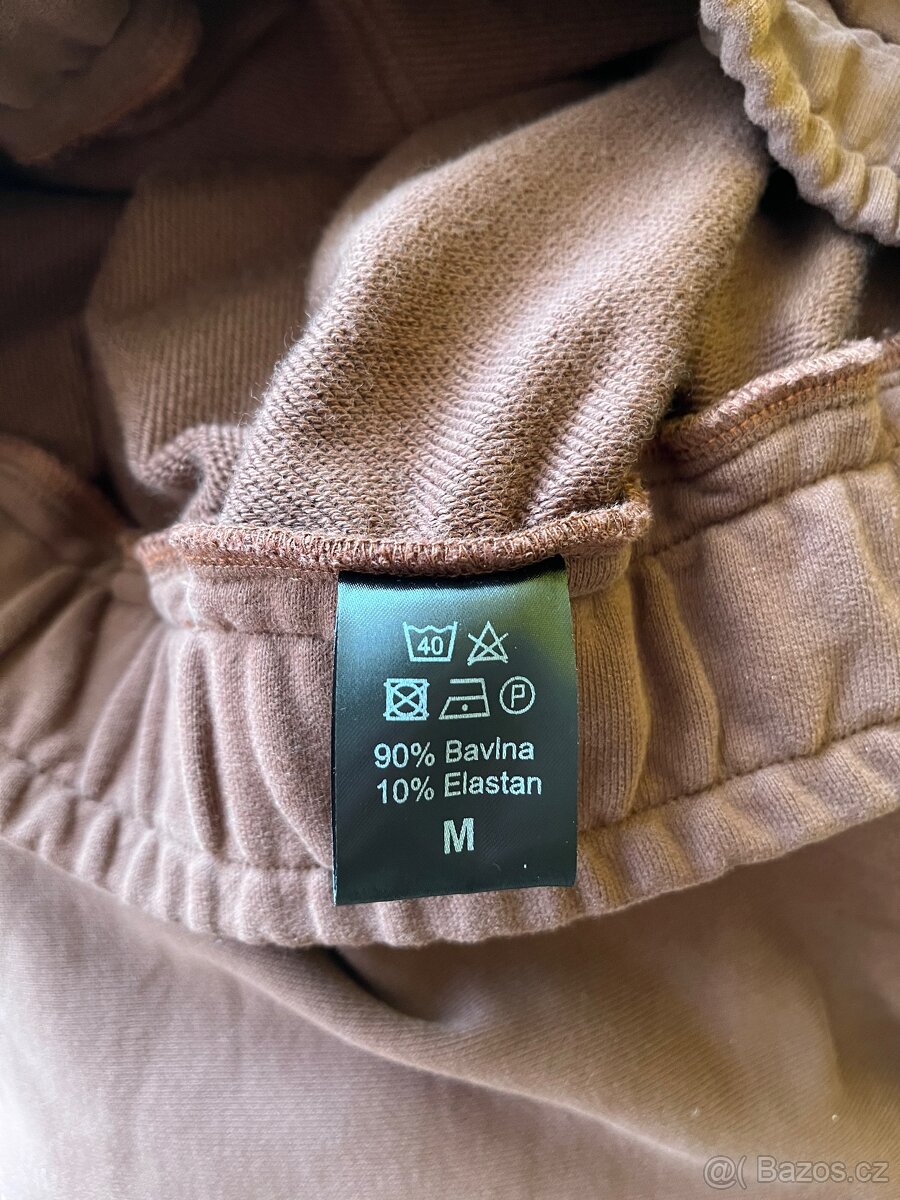 40
P
90% Bavlna
10% Elastan
M
@( Bazos.cz